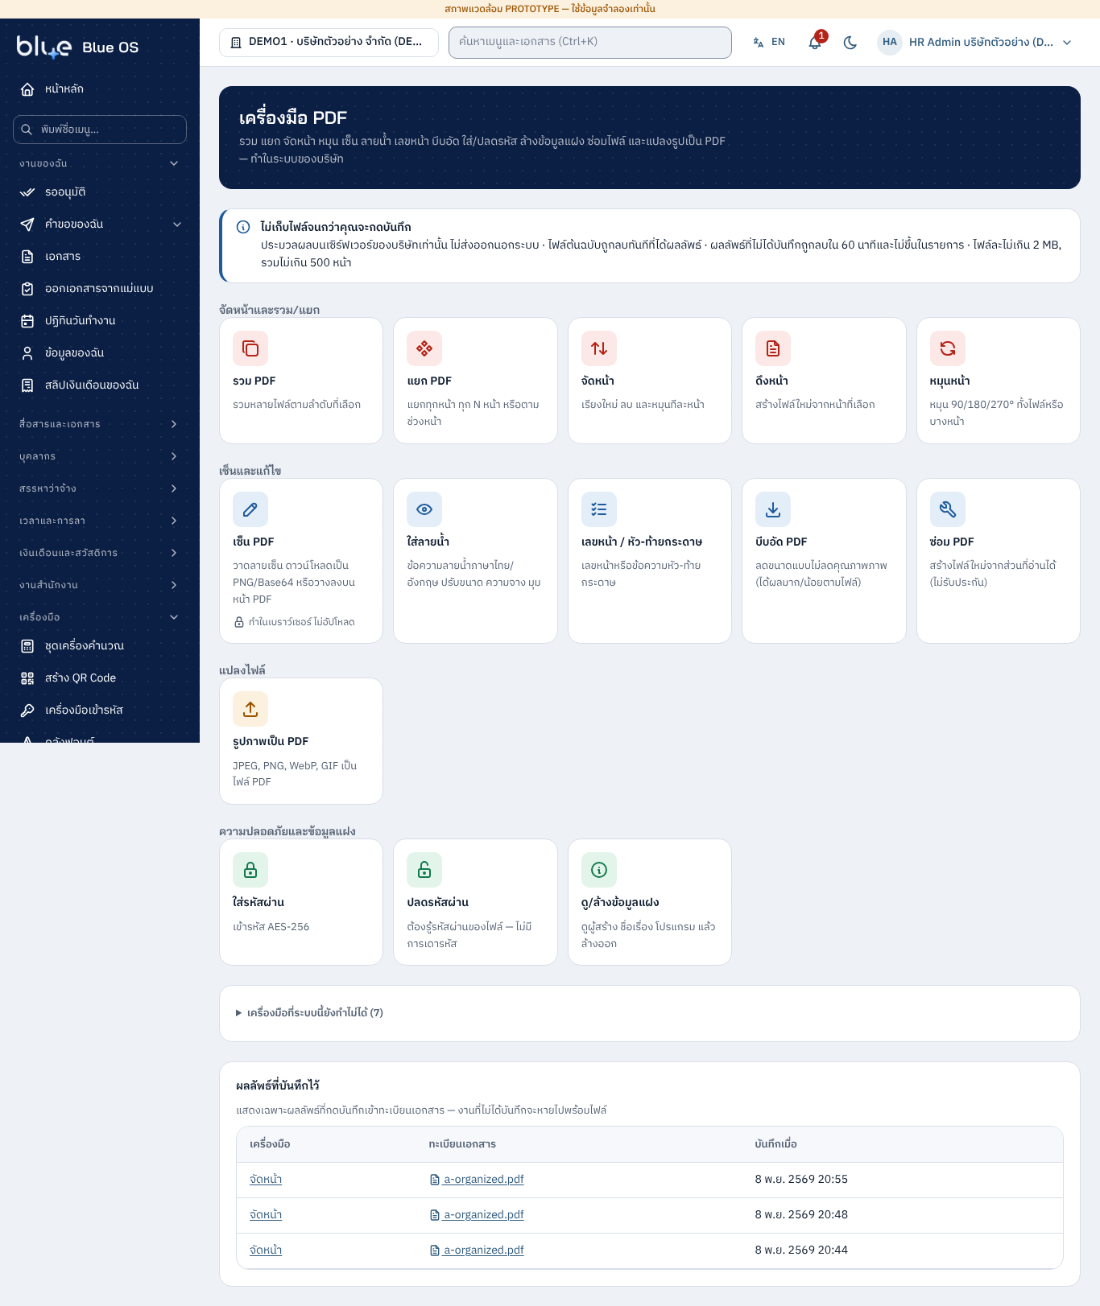 สภาพแวดล้อม PROTOTYPE — ใช้ข้อมูลจำลองเท่านั้น
blue Blue OS
DEMO1 · บริษัทตัวอย่าง จำกัด (DE...
ค้นหาเมนูและเอกสาร (Ctrl+K)
EN
1
HA
HR Admin บริษัทตัวอย่าง (D...
หน้าหลัก
พิมพ์ชื่อเมนู...
งานของฉัน
รออนุมัติ
คำขอของฉัน
เอกสาร
ออกเอกสารจากแม่แบบ
ปฏิทินวันทำงาน
ข้อมูลของฉัน
สลิปเงินเดือนของฉัน
สื่อสารและเอกสาร
บุคลากร
สรรหาว่าจ้าง
เวลาและการลา
เงินเดือนและสวัสดิการ
งานสำนักงาน
เครื่องมือ
ชุดเครื่องคำนวณ
สร้าง QR Code
เครื่องมือเข้ารหัส
คลังฟอนต์
เครื่องมือ PDF
รวม แยก จัดหน้า หมุน เซ็น ลายน้ำ เลขหน้า บีบอัด ใส่/ปลดรหัส ล้างข้อมูลแฝง ซ่อมไฟล์ และแปลงรูปเป็น PDF
— ทำในระบบของบริษัท
ไม่เก็บไฟล์จนกว่าคุณจะกดบันทึก
ประมวลผลบนเซิร์ฟเวอร์ของบริษัทเท่านั้น ไม่ส่งออกนอกระบบ · ไฟล์ต้นฉบับถูกลบทันทีที่ได้ผลลัพธ์ · ผลลัพธ์ที่ไม่ได้บันทึกถูกลบใน 60 นาทีและไม่ขึ้นในรายการ · ไฟล์ละไม่เกิน 2 MB,
รวมไม่เกิน 500 หน้า
จัดหน้าและรวม/แยก
รวม PDF
รวมหลายไฟล์ตามลำดับที่เลือก
แยก PDF
แยกทุกหน้า ทุก N หน้า หรือตาม
ช่วงหน้า
จัดหน้า
เรียงใหม่ ลบ และหมุนทีละหน้า
ดึงหน้า
สร้างไฟล์ใหม่จากหน้าที่เลือก
หมุนหน้า
หมุน 90/180/270° ทั้งไฟล์หรือ
บางหน้า
เซ็นและแก้ไข
เซ็น PDF
วาดลายเซ็น ดาวน์โหลดเป็น
PNG/Base64 หรือวางลงบน
หน้า PDF
ทำในเบราว์เซอร์ ไม่อัปโหลด
ใส่ลายน้ำ
ข้อความลายน้ำภาษาไทย/
อังกฤษ ปรับขนาด ความจาง มุม
เลขหน้า / หัว-ท้ายกระดาษ
เลขหน้าหรือข้อความหัว-ท้าย
กระดาษ
บีบอัด PDF
ลดขนาดแบบไม่ลดคุณภาพภาพ
(ได้ผลมาก/น้อยตามไฟล์)
ซ่อม PDF
สร้างไฟล์ใหม่จากส่วนที่อ่านได้
(ไม่รับประกัน)
แปลงไฟล์
รูปภาพเป็น PDF
JPEG, PNG, WebP, GIF เป็น
ไฟล์ PDF
ความปลอดภัยและข้อมูลแฝง
ใส่รหัสผ่าน
เข้ารหัส AES-256
ปลดรหัสผ่าน
ต้องรู้รหัสผ่านของไฟล์ — ไม่มี
การเดารหัส
ดู/ล้างข้อมูลแฝง
ดูผู้สร้าง ชื่อเรื่อง โปรแกรม แล้ว
ล้างออก
เครื่องมือที่ระบบนี้ยังทำไม่ได้ (7)
ผลลัพธ์ที่บันทึกไว้
แสดงเฉพาะผลลัพธ์ที่กดบันทึกเข้าทะเบียนเอกสาร — งานที่ไม่ได้บันทึกจะหายไปพร้อมไฟล์
เครื่องมือ ทะเบียนเอกสาร บันทึกเมื่อ
จัดหน้า a-organized.pdf 8 พ.ย. 2569 20:55
จัดหน้า a-organized.pdf 8 พ.ย. 2569 20:48
จัดหน้า a-organized.pdf 8 พ.ย. 2569 20:44